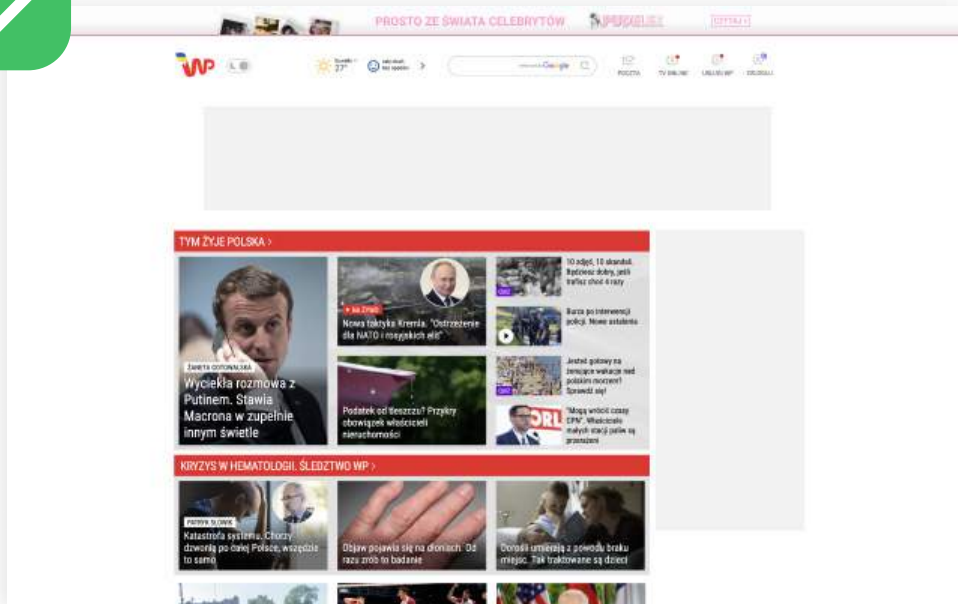 PROSTO ZE ŚWIATA CELEBRYTÓW
PUDELEK
CZYTAJ >
WP
27°
Google
POCZTA
TV ONLINE
TYM ŻYJE POLSKA >
ŻANETA GOTOWALSKA
Wyciekła rozmowa z
Putinem. Stawia
Macrona w zupełnie
innym świetle
NA ŻYWO
Nowa taktyka Kremla. "Ostrzeżenie
dla NATO i rosyjskich elit"
Podatek od deszczu? Przykry
obowiązek właścicieli
nieruchomości
10 zdjęć, 10 skandali.
Będziesz dobry, jeśli
trafisz choć 4 razy
QUIZ
Burza po interwencji
policji. Nowe ustalenia
Jesteś gotowy na
wakacje nad
polskim morzem?
Sprawdź się!
QUIZ
"Mogą wrócić czasy
CPN". Właściciele
małych stacji paliw są
przerażeni
KRYZYS W HEMATOLOGII. ŚLEDZTWO WP >
PATRYK SŁOWIK
Katastrofa systemu. Chorzy
dzwonią po całej Polsce, wszędzie
to samo
Objaw pojawia się na dłoniach. Od
razu zrób to badanie
Dorośli umierają z powodu braku
miejsc. Tak traktowane są dzieci